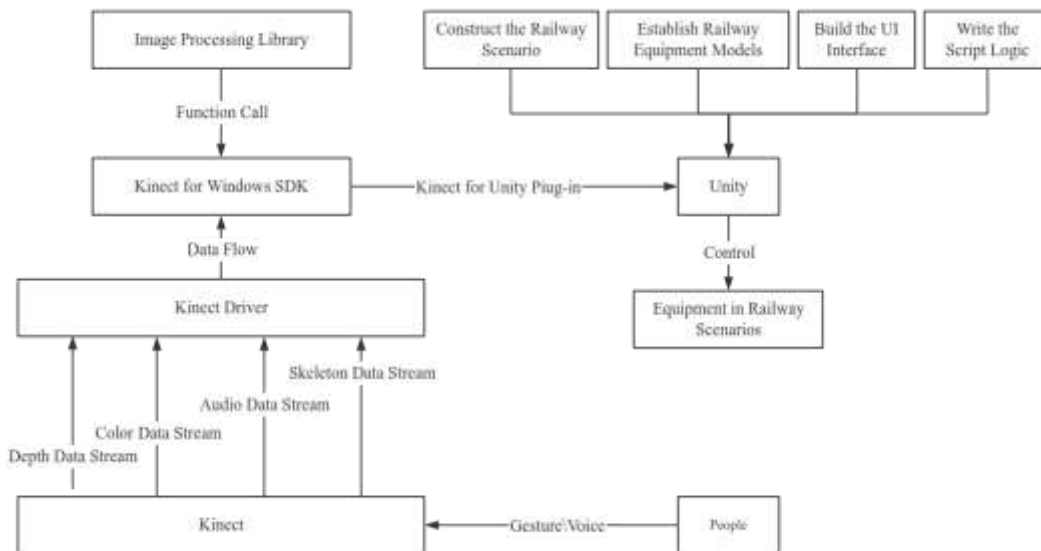 Image Processing Library
Construct the Railway
Scenario
Establish Railway
Equipment Models
Build the UI
Interface
Write the
Script Logic
Function Call
Kinect for Windows SDK
Kinect for Unity Piug-in
Unity
Data Flow
Control
Kinect Driver
Equipment in Railway
Scenarios
Skeleton Data Stream
Audio Data Stream
Color Data Stream
Depth Data Stream
Kinect
Gesture\Voice
People